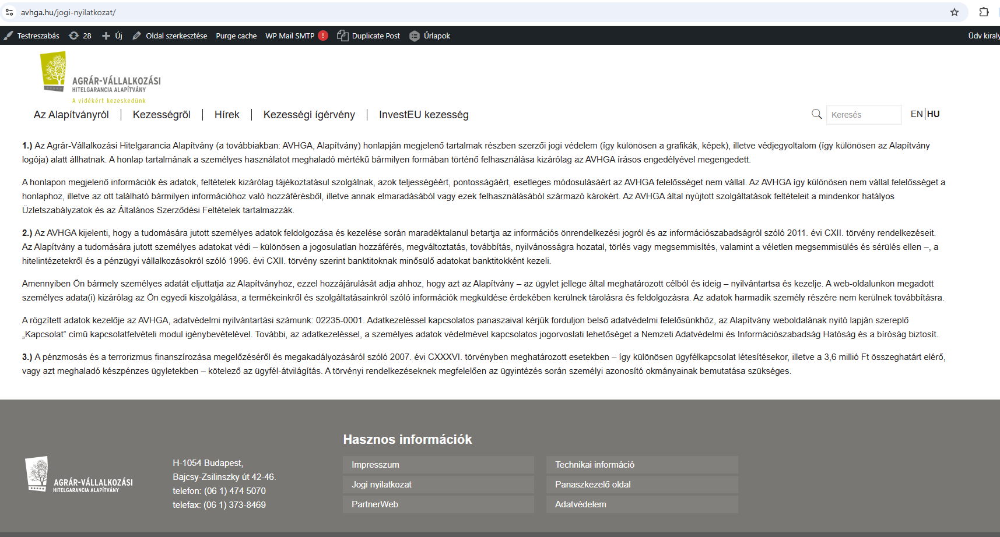 avhga.hu/jogi-nyilatkozat/
Testreszabás 28 Új Oldal szerkesztése Purge cache WP Mail SMTP ! Duplicate Post Űrlapok Üdv kiraly
AGRÁR-VÁLLALKOZÁSI
HITELGARANCIA ALAPÍTVÁNY
A vidékért kezeskedünk
Az Alapítványról Kezességről Hírek Kezességi ígérvény InvestEU kezesség Keresés EN HU
1.) Az Agrár-Vállalkozási Hitelgarancia Alapítvány (a továbbiakban: AVHGA, Alapítvány) honlapján megjelenő tartalmak részben szerzői jogi védelem (így különösen a grafikák, képek), illetve védjegyoltalom (így különösen az Alapítvány
logója) alatt állhatnak. A honlap tartalmának a személyes használatot meghaladó mértékű bármilyen formában történő felhasználása kizárólag az AVHGA írásos engedélyével megengedett.
A honlapon megjelenő információk és adatok, feltételek kizárólag tájékoztatásul szolgálnak, azok teljességéért, pontosságáért, esetleges módosulásáért az AVHGA felelősséget nem vállal. Az AVHGA így különösen nem vállal felelősséget a
honlaphoz, illetve az ott található bármilyen információhoz való hozzáférésből, illetve annak elmaradásából vagy ezek felhasználásából származó károkért. Az AVHGA által nyújtott szolgáltatások feltételeit a mindenkor hatályos
Üzletszabályzatok és az Általános Szerződési Feltételek tartalmazzák.
2.) Az AVHGA kijelenti, hogy a tudomására jutott személyes adatok feldolgozása és kezelése során maradéktalanul betartja az információs önrendelkezési jogról és az információszabadságról szóló 2011. évi CXII. törvény rendelkezéseit.
Az Alapítvány a tudomására jutott személyes adatokat védi – különösen a jogosulatlan hozzáférés, megváltoztatás, továbbítás, nyilvánosságra hozatal, törlés vagy megsemmisítés, valamint a véletlen megsemmisülés és sérülés ellen –, a
hitelintézetekről és a pénzügyi vállalkozásokról szóló 1996. évi CXII. törvény szerint banktitoknak minősülő adatokat banktitokként kezeli.
Amennyiben Ön bármely személyes adatát eljuttatja az Alapítványhoz, ezzel hozzájárulását adja ahhoz, hogy azt az Alapítvány – az ügylet jellege által meghatározott célból és ideig – nyilvántartsa és kezelje. A web-oldalunkon megadott
személyes adata(i) kizárólag az Ön egyedi kiszolgálása, a termékeinkről és szolgáltatásainkról szóló információk megküldése érdekében kerülnek tárolásra és feldolgozásra. Az adatok harmadik személy részére nem kerülnek továbbításra.
A rögzített adatok kezelője az AVHGA, adatvédelmi nyilvántartási számunk: 02235-0001. Adatkezeléssel kapcsolatos panaszaival kérjük forduljon belső adatvédelmi felelősünkhöz, az Alapítvány weboldalának nyitó lapján szereplő
„Kapcsolat” című kapcsolatfelvételi modul igénybevételével. További, az adatkezeléssel, a személyes adatok védelmével kapcsolatos jogorvoslati lehetőséget a Nemzeti Adatvédelmi és Információszabadság Hatóság és a bíróság biztosít.
3.) A pénzmosás és a terrorizmus finanszírozása megelőzéséről és megakadályozásáról szóló 2007. évi CXXXVI. törvényben meghatározott esetekben – így különösen ügyfélkapcsolat létesítésekor, illetve a 3,6 millió Ft összeghatárt elérő,
vagy azt meghaladó készpénzes ügyletekben – kötelező az ügyfél-átvilágítás. A törvényi rendelkezéseknek megfelelően az ügyintézés során személyi azonosító okmányainak bemutatása szükséges.
AGRÁR-VÁLLALKOZÁSI
HITELGARANCIA ALAPÍTVÁNY
H-1054 Budapest,
Bajcsy-Zsilinszky út 42-46.
telefon: (06 1) 474 5070
telefax: (06 1) 373-8469
Hasznos információk
Impresszum
Jogi nyilatkozat
PartnerWeb
Technikai információ
Panaszkezelő oldal
Adatvédelem